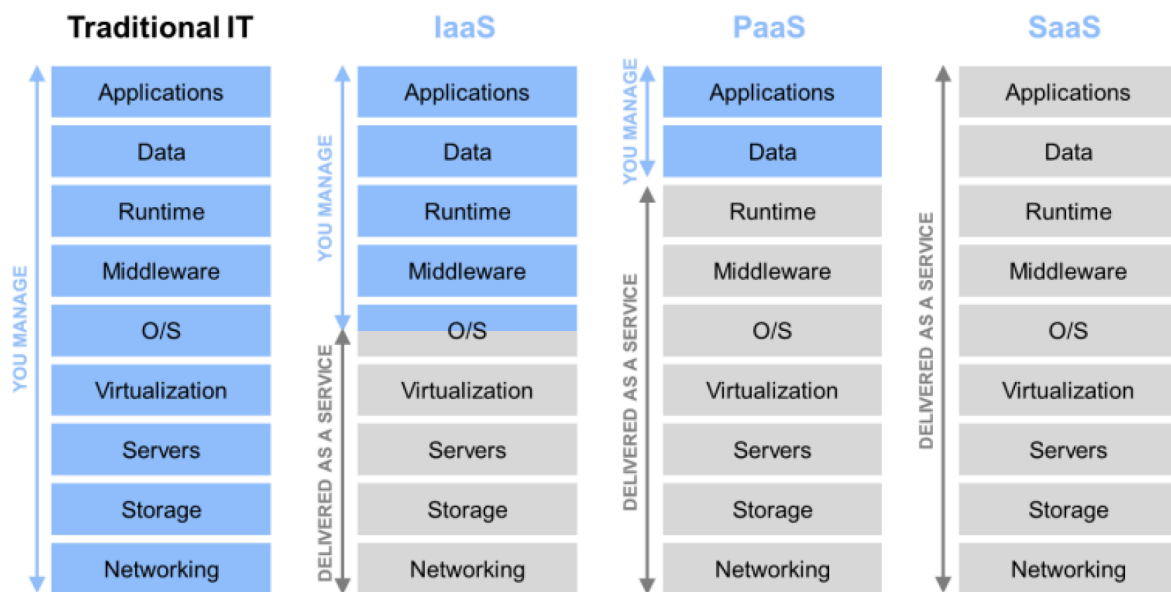 Traditional IT
YOU MANAGE
Applications
Data
Runtime
Middleware
O/S
Virtualization
Servers
Storage
Networking
IaaS
YOU MANAGE
DELIVERED AS A SERVICE
Applications
Data
Runtime
Middleware
O/S
Virtualization
Servers
Storage
Networking
PaaS
YOU MANAGE
DELIVERED AS A SERVICE
Applications
Data
Runtime
Middleware
O/S
Virtualization
Servers
Storage
Networking
SaaS
DELIVERED AS A SERVICE
Applications
Data
Runtime
Middleware
O/S
Virtualization
Servers
Storage
Networking